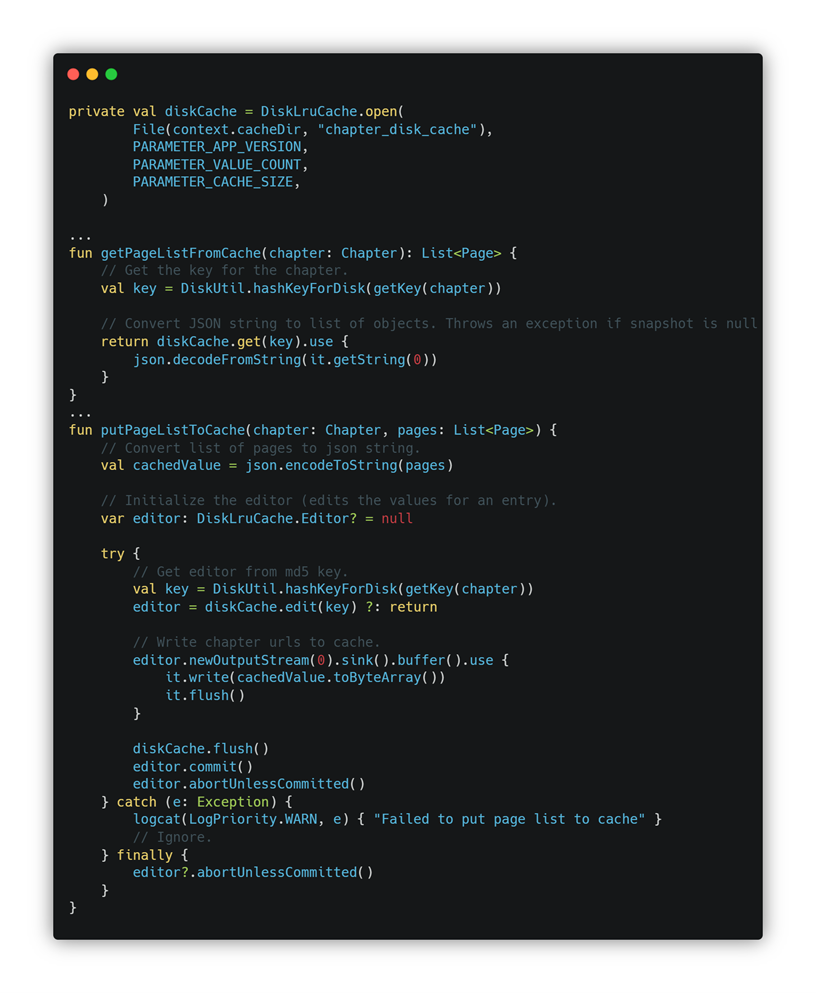 private val diskCache = DiskLruCache.open(
        File(context.cacheDir, "chapter_disk_cache"),
        PARAMETER_APP_VERSION,
        PARAMETER_VALUE_COUNT,
        PARAMETER_CACHE_SIZE,
    )

...
fun getPageListFromCache(chapter: Chapter): List<Page> {
    // Get the key for the chapter.
    val key = DiskUtil.hashKeyForDisk(getKey(chapter))

    // Convert JSON string to list of objects. Throws an exception if snapshot is null
    return diskCache.get(key).use {
        json.decodeFromString(it.getString(0))
    }
}
...
fun putPageListToCache(chapter: Chapter, pages: List<Page>) {
    // Convert list of pages to json string.
    val cachedValue = json.encodeToString(pages)

    // Initialize the editor (edits the values for an entry).
    var editor: DiskLruCache.Editor? = null

    try {
        // Get editor from md5 key.
        val key = DiskUtil.hashKeyForDisk(getKey(chapter))
        editor = diskCache.edit(key) ?: return

        // Write chapter urls to cache.
        editor.newOutputStream(0).sink().buffer().use {
            it.write(cachedValue.toByteArray())
            it.flush()
        }

        diskCache.flush()
        editor.commit()
        editor.abortUnlessCommitted()
    } catch (e: Exception) {
        logcat(LogPriority.WARN, e) { "Failed to put page list to cache" }
        // Ignore.
    } finally {
        editor?.abortUnlessCommitted()
    }
}